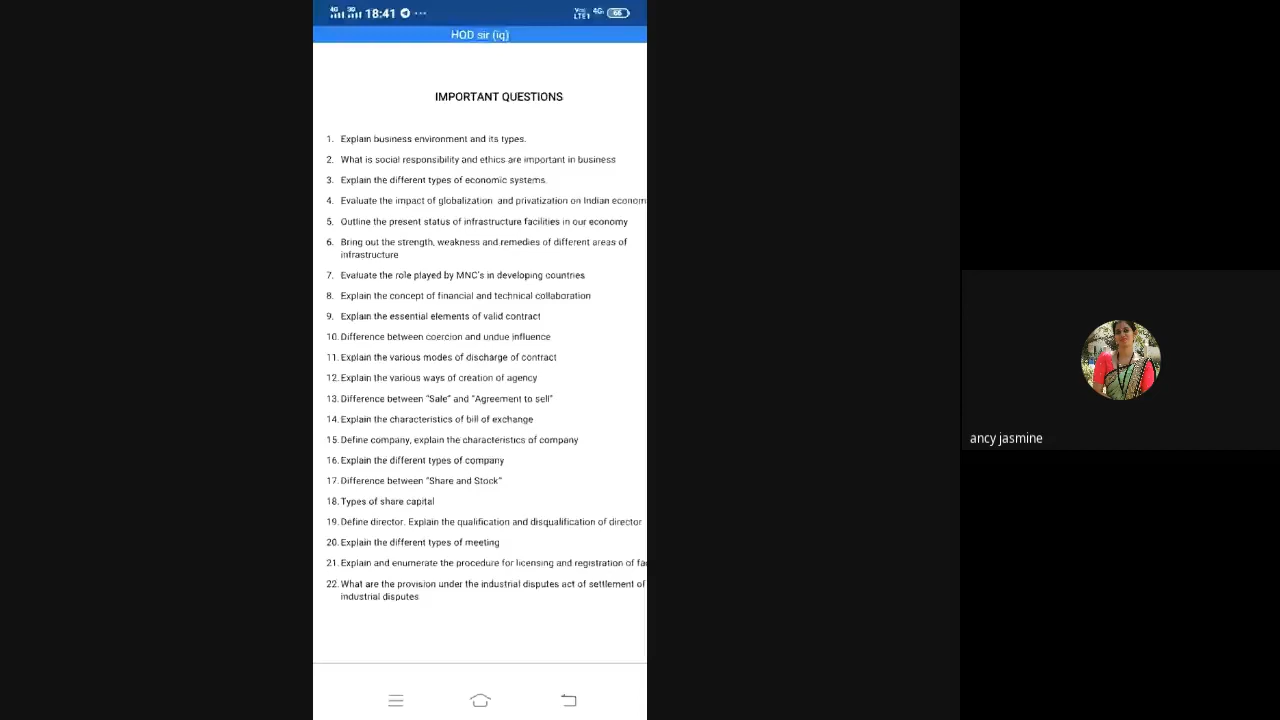 18:41
VoD LTE1 4G 66
HOD sir (iq)
IMPORTANT QUESTIONS
1. Explain business environment and its types.
2. What is social responsibility and ethics are important in business
3. Explain the different types of economic systems.
4. Evaluate the impact of globalization and privatization on Indian econom
5. Outline the present status of infrastructure facilities in our economy
6. Bring out the strength, weakness and remedies of different areas of
infrastructure
7. Evaluate the role played by MNC's in developing countries
8. Explain the concept of financial and technical collaboration
9. Explain the essential elements of valid contract
10. Difference between coercion and undue influence
11. Explain the various modes of discharge of contract
12. Explain the various ways of creation of agency
13. Difference between "Sale" and "Agreement to sell"
14. Explain the characteristics of bill of exchange
15. Define company, explain the characteristics of company
16. Explain the different types of company
17. Difference between "Share and Stock"
18. Types of share capital
19. Define director. Explain the qualification and disqualification of director
20. Explain the different types of meeting
21. Explain and enumerate the procedure for licensing and registration of fa
22. What are the provision under the industrial disputes act of settlement of
industrial disputes
ancy jasmine